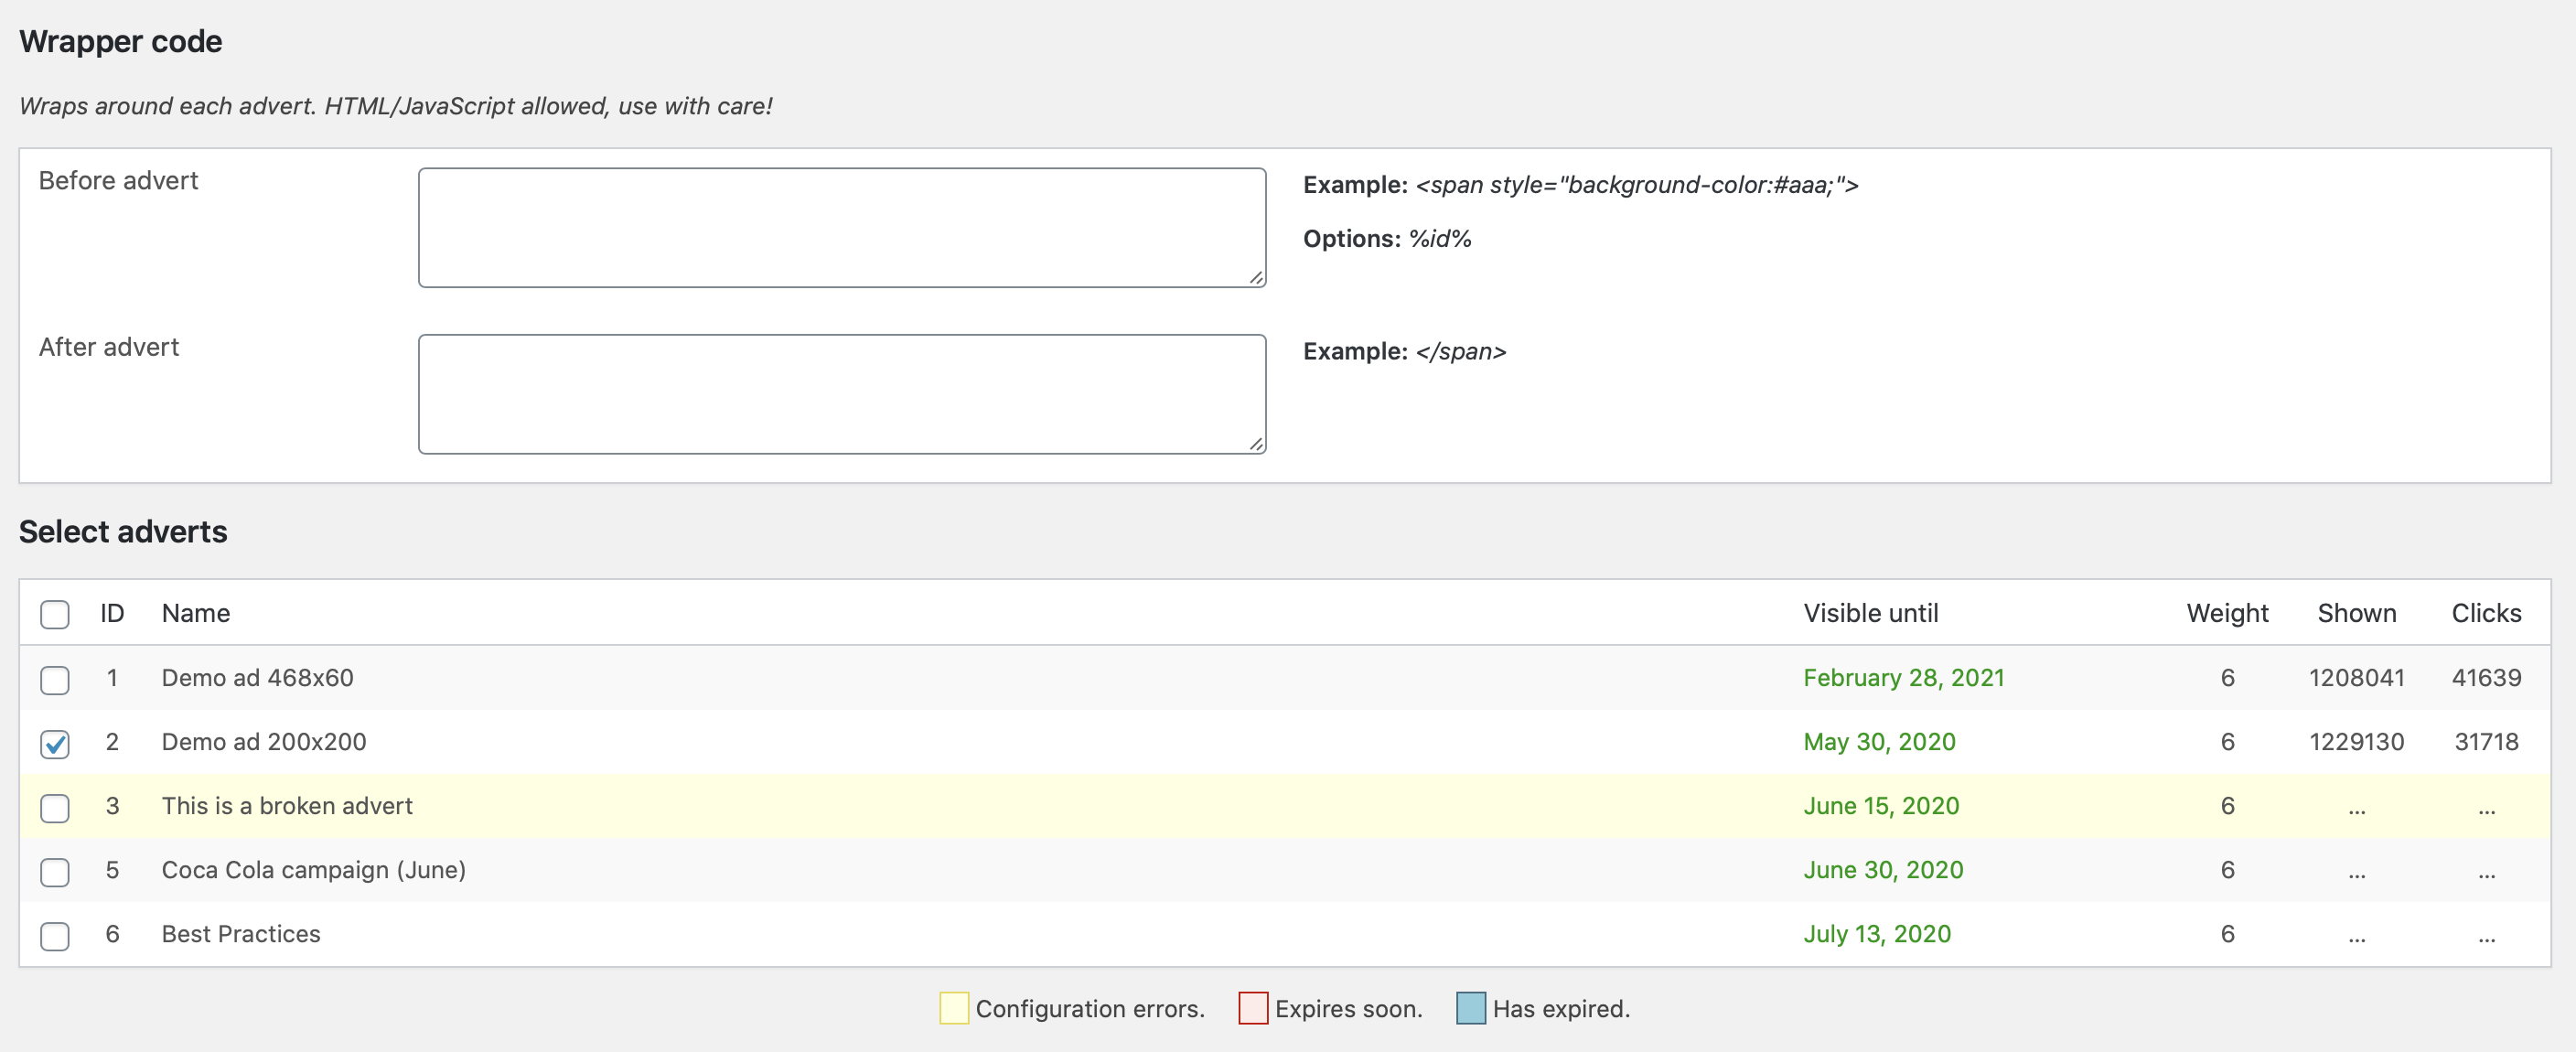 Wrapper code
Wraps around each advert. HTML/JavaScript allowed, use with care!
Before advert
Example: <span style="background-color:#aaa;">
Options: %id%
After advert
Example: </span>
Select adverts
ID Name Visible until Weight Shown Clicks
1 Demo ad 468x60 February 28, 2021 6 1208041 41639
2 Demo ad 200x200 May 30, 2020 6 1229130 31718
3 This is a broken advert June 15, 2020 6 ... ...
5 Coca Cola campaign (June) June 30, 2020 6 ... ...
6 Best Practices July 13, 2020 6 ... ...
Configuration errors. Expires soon. Has expired.